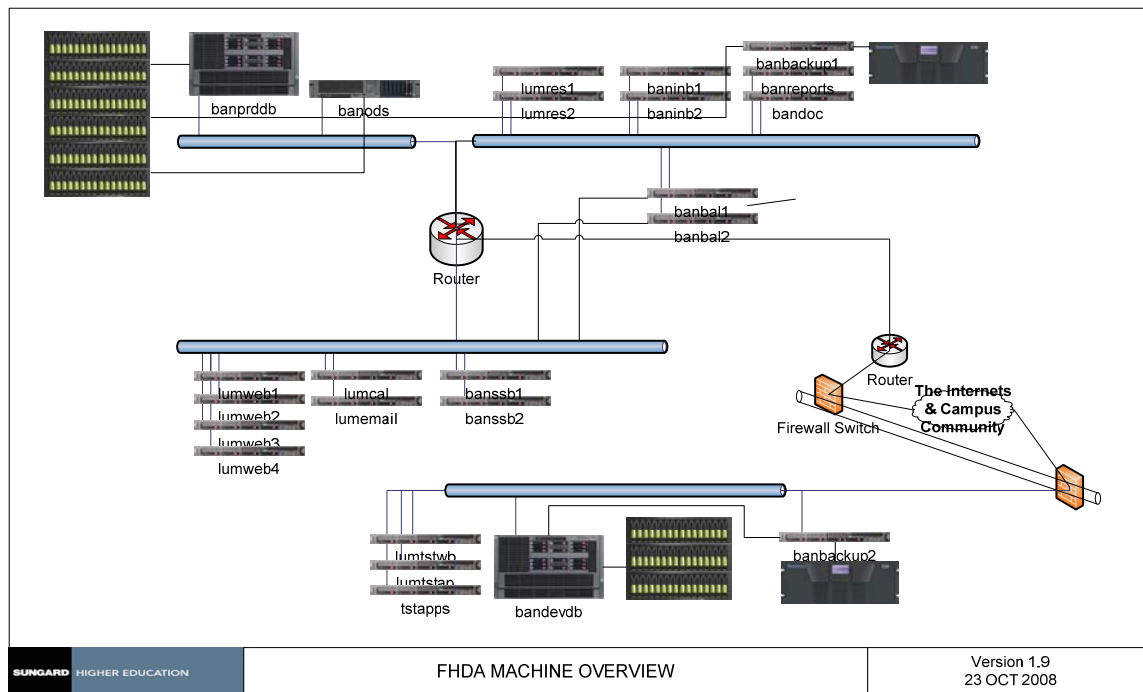 banprddb
banods
lumres1
lumres2
baninb1
baninb2
banbackup1
banreports
bandoc
banbal1
banbal2
Router
Router
Firewall Switch
The Internets
& Campus
Community
lumweb1
lumweb2
lumweb3
lumweb4
lumcal
lumemail
banssb1
banssb2
lumtstwb
lumtstap
tstapps
bandevdb
banbackup2
SUNGARD HIGHER EDUCATION
FHDA MACHINE OVERVIEW
Version 1.9
23 OCT 2008